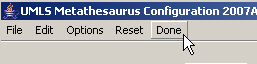 UMLS Metathesaurus Configuration 2007A
File Edit Options Reset Done